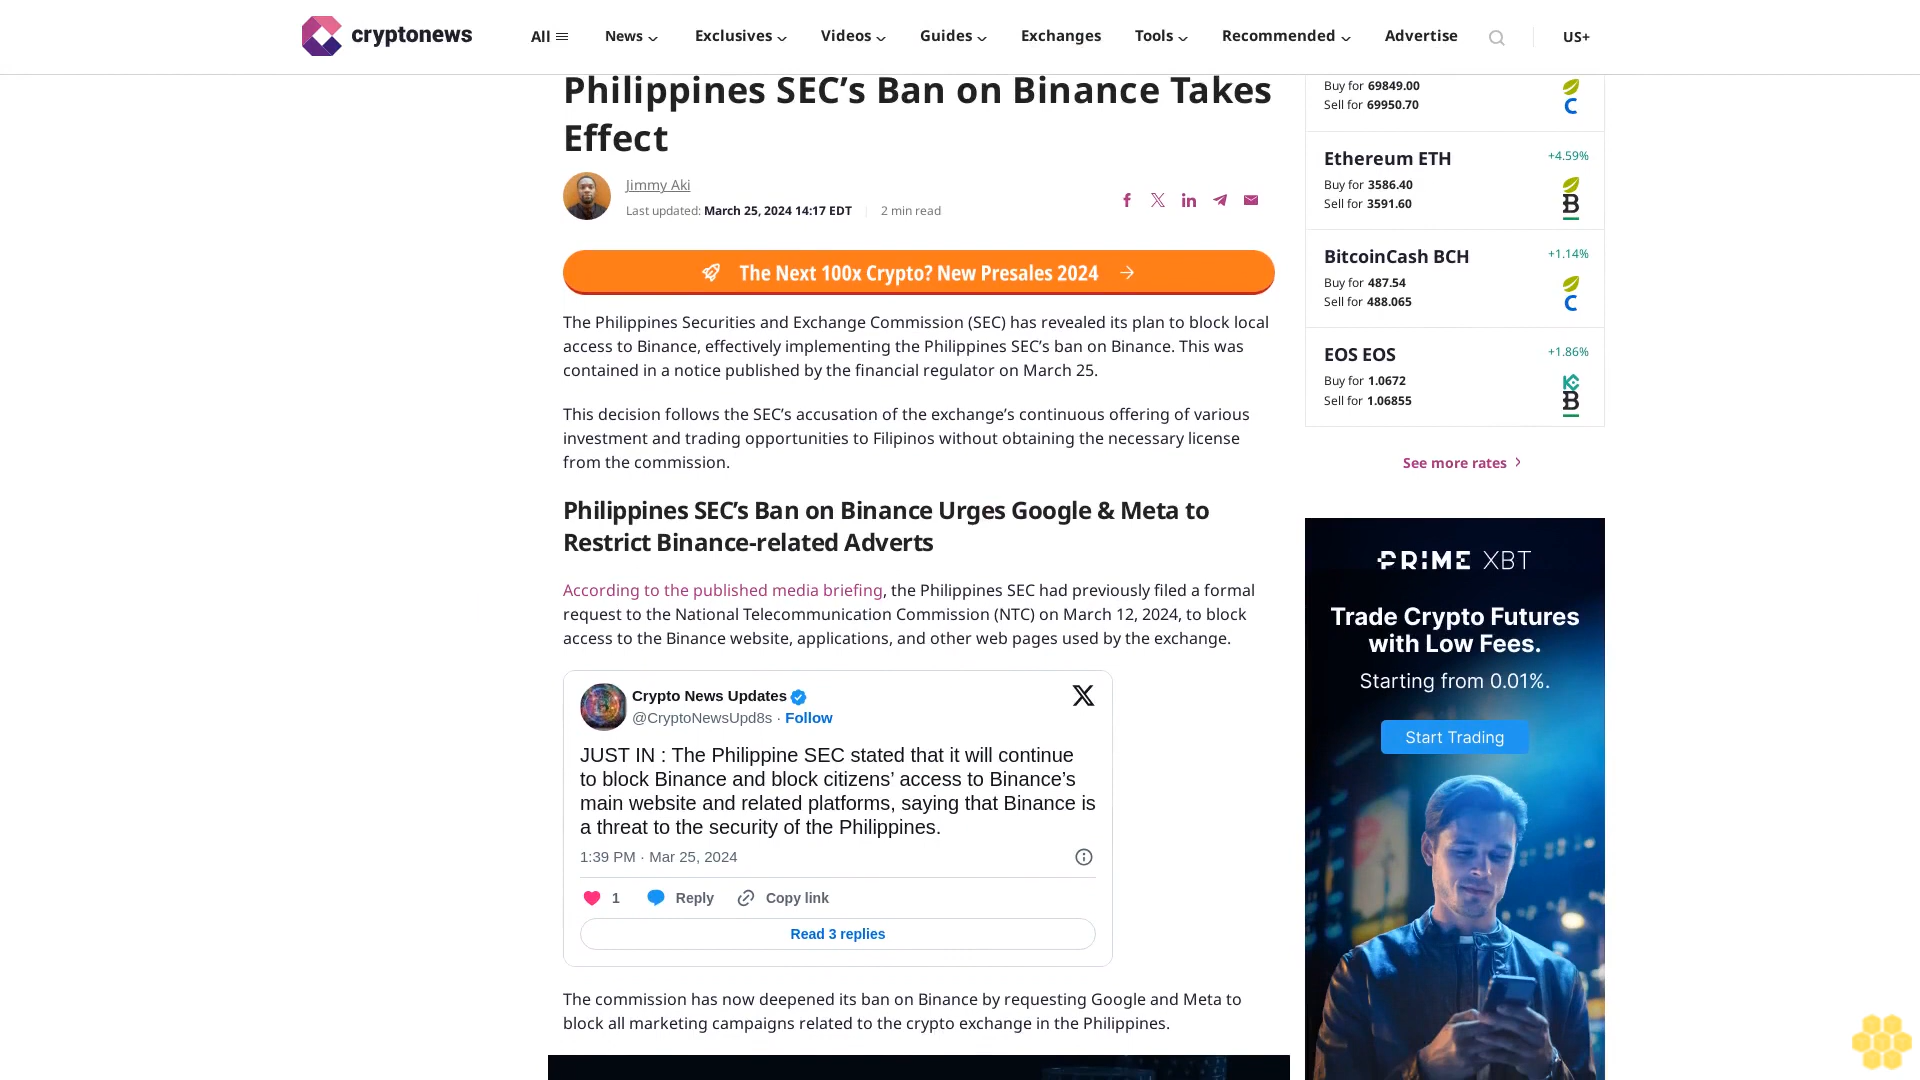 cryptonews
All
News
Exclusives
Videos
Guides
Exchanges
Tools
Recommended
Advertise
US+
Philippines SEC’s Ban on Binance Takes
Effect
Jimmy Aki
Last updated: March 25, 2024 14:17 EDT
2 min read
The Next 100x Crypto? New Presales 2024
The Philippines Securities and Exchange Commission (SEC) has revealed its plan to block local
access to Binance, effectively implementing the Philippines SEC’s ban on Binance. This was
contained in a notice published by the financial regulator on March 25.
This decision follows the SEC’s accusation of the exchange’s continuous offering of various
investment and trading opportunities to Filipinos without obtaining the necessary license
from the commission.
Philippines SEC’s Ban on Binance Urges Google & Meta to
Restrict Binance-related Adverts
According to the published media briefing, the Philippines SEC had previously filed a formal
request to the National Telecommunication Commission (NTC) on March 12, 2024, to block
access to the Binance website, applications, and other web pages used by the exchange.
Crypto News Updates
@CryptoNewsUpd8s · Follow
JUST IN : The Philippine SEC stated that it will continue
to block Binance and block citizens’ access to Binance’s
main website and related platforms, saying that Binance is
a threat to the security of the Philippines.
1:39 PM · Mar 25, 2024
1
Reply
Copy link
Read 3 replies
The commission has now deepened its ban on Binance by requesting Google and Meta to
block all marketing campaigns related to the crypto exchange in the Philippines.
Buy for 69849.00
Sell for 69950.70
Ethereum ETH
+4.59%
Buy for 3586.40
Sell for 3591.60
BitcoinCash BCH
+1.14%
Buy for 487.54
Sell for 488.065
EOS EOS
+1.86%
Buy for 1.0672
Sell for 1.06855
See more rates
PRIME XBT
Trade Crypto Futures
with Low Fees.
Starting from 0.01%.
Start Trading